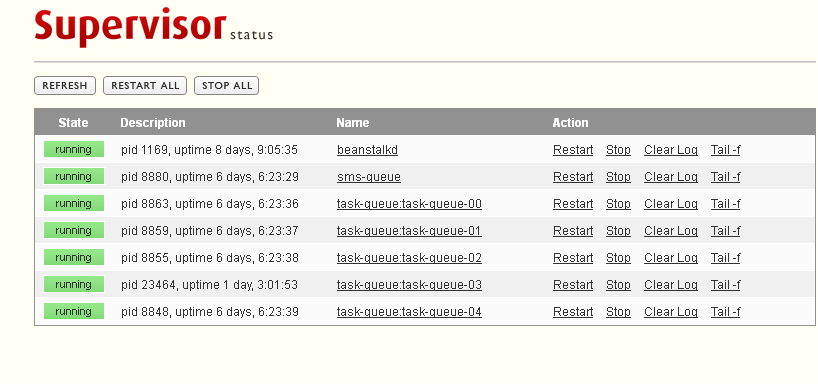 Supervisor status
REFRESH RESTART ALL STOP ALL
State Description Name Action
running pid 1169, uptime 8 days, 9:05:35 beanstalkd Restart Stop Clear Log Tail -f
running pid 8880, uptime 6 days, 6:23:29 sms-queue Restart Stop Clear Log Tail -f
running pid 8863, uptime 6 days, 6:23:36 task-queue:task-queue-00 Restart Stop Clear Log Tail -f
running pid 8859, uptime 6 days, 6:23:37 task-queue:task-queue-01 Restart Stop Clear Log Tail -f
running pid 8855, uptime 6 days, 6:23:38 task-queue:task-queue-02 Restart Stop Clear Log Tail -f
running pid 23464, uptime 1 day, 3:01:53 task-queue:task-queue-03 Restart Stop Clear Log Tail -f
running pid 8848, uptime 6 days, 6:23:39 task-queue:task-queue-04 Restart Stop Clear Log Tail -f